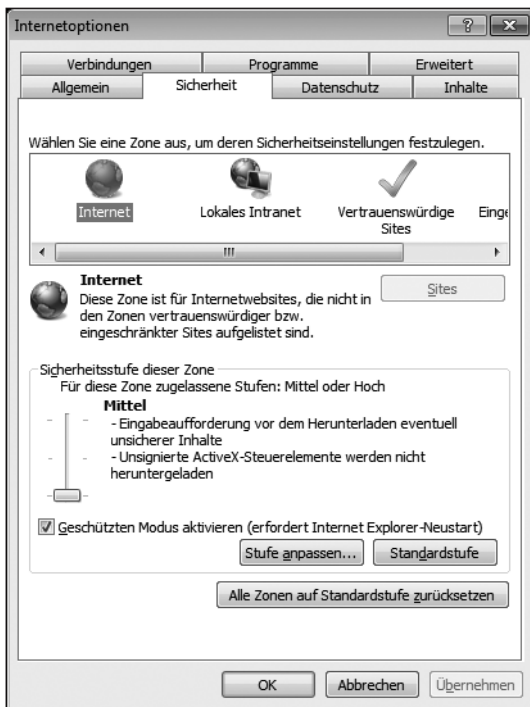 Internetoptionen
Verbindungen
Programme
Erweitert
Allgemein
Sicherheit
Datenschutz
Inhalte
Wählen Sie eine Zone aus, um deren Sicherheitseinstellungen festzulegen.
Internet
Lokales Intranet
Vertrauenswürdige
Sites
Einge
Internet
Diese Zone ist für Internetwebsites, die nicht in
den Zonen vertrauenswürdiger bzw.
eingeschränkter Sites aufgelistet sind.
Sites
Sicherheitsstufe dieser Zone
Für diese Zone zugelassene Stufen: Mittel oder Hoch
Mittel
- Eingabeaufforderung vor dem Herunterladen eventuell
unsicherer Inhalte
- Unsignierte ActiveX-Steuerelemente werden nicht
heruntergeladen
Geschützten Modus aktivieren (erfordert Internet Explorer-Neustart)
Stufe anpassen...
Standardstufe
Alle Zonen auf Standardstufe zurücksetzen
OK
Abbrechen
Übernehmen